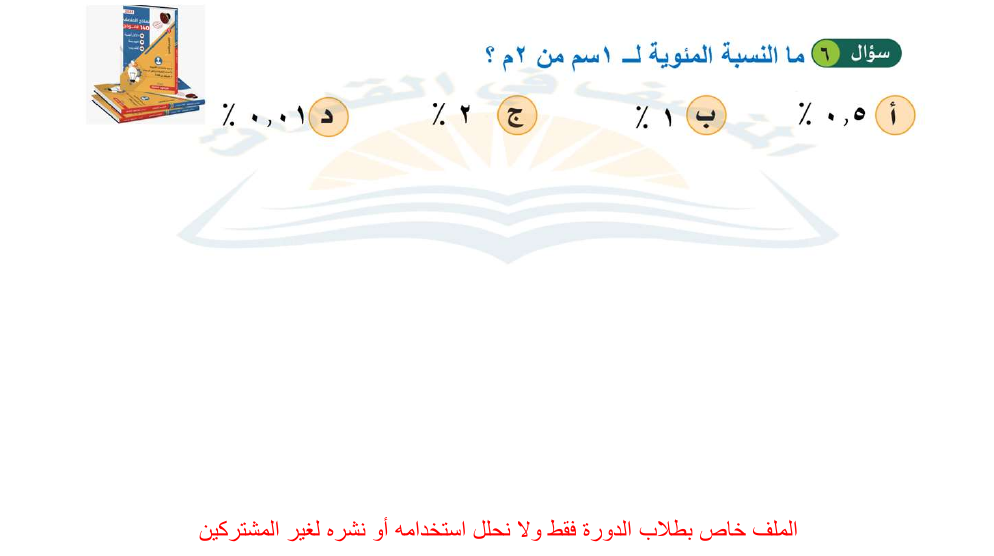 سؤال ٦ ما النسبة المئوية لــ ١سم من ٢م ؟
أ ٠,٥ ٪ ب ١ ٪ ج ٢ ٪ د ٠,٠١ ٪
الملف خاص بطلاب الدورة فقط ولا نحلل استخدامه أو نشره لغير المشتركين